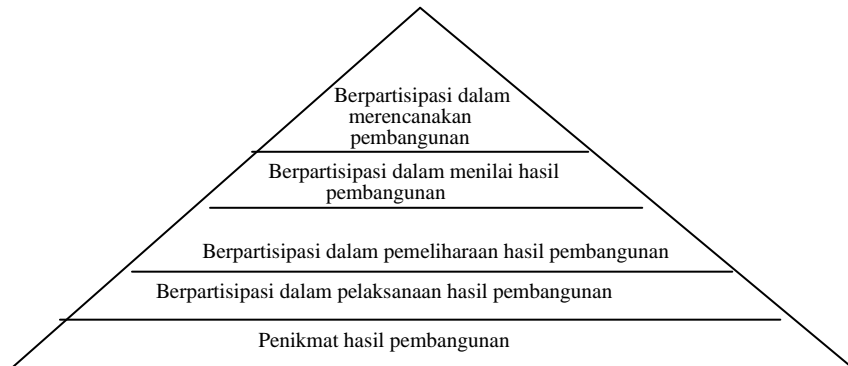 Berpartisipasi dalam
merencanakan
pembangunan
Berpartisipasi dalam menilai hasil
pembangunan
Berpartisipasi dalam pemeliharaan hasil pembangunan
Berpartisipasi dalam pelaksanaan hasil pembangunan
Penikmat hasil pembangunan